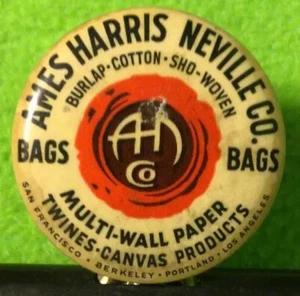 AMES HARRIS NEVILLE CO.
BURLAP · COTTON · SHO-WOVEN
BAGS
AHN
CO
BAGS
MULTI-WALL PAPER
TWINES · CANVAS PRODUCTS
SAN FRANCISCO · BERKELEY · PORTLAND · LOS ANGELES